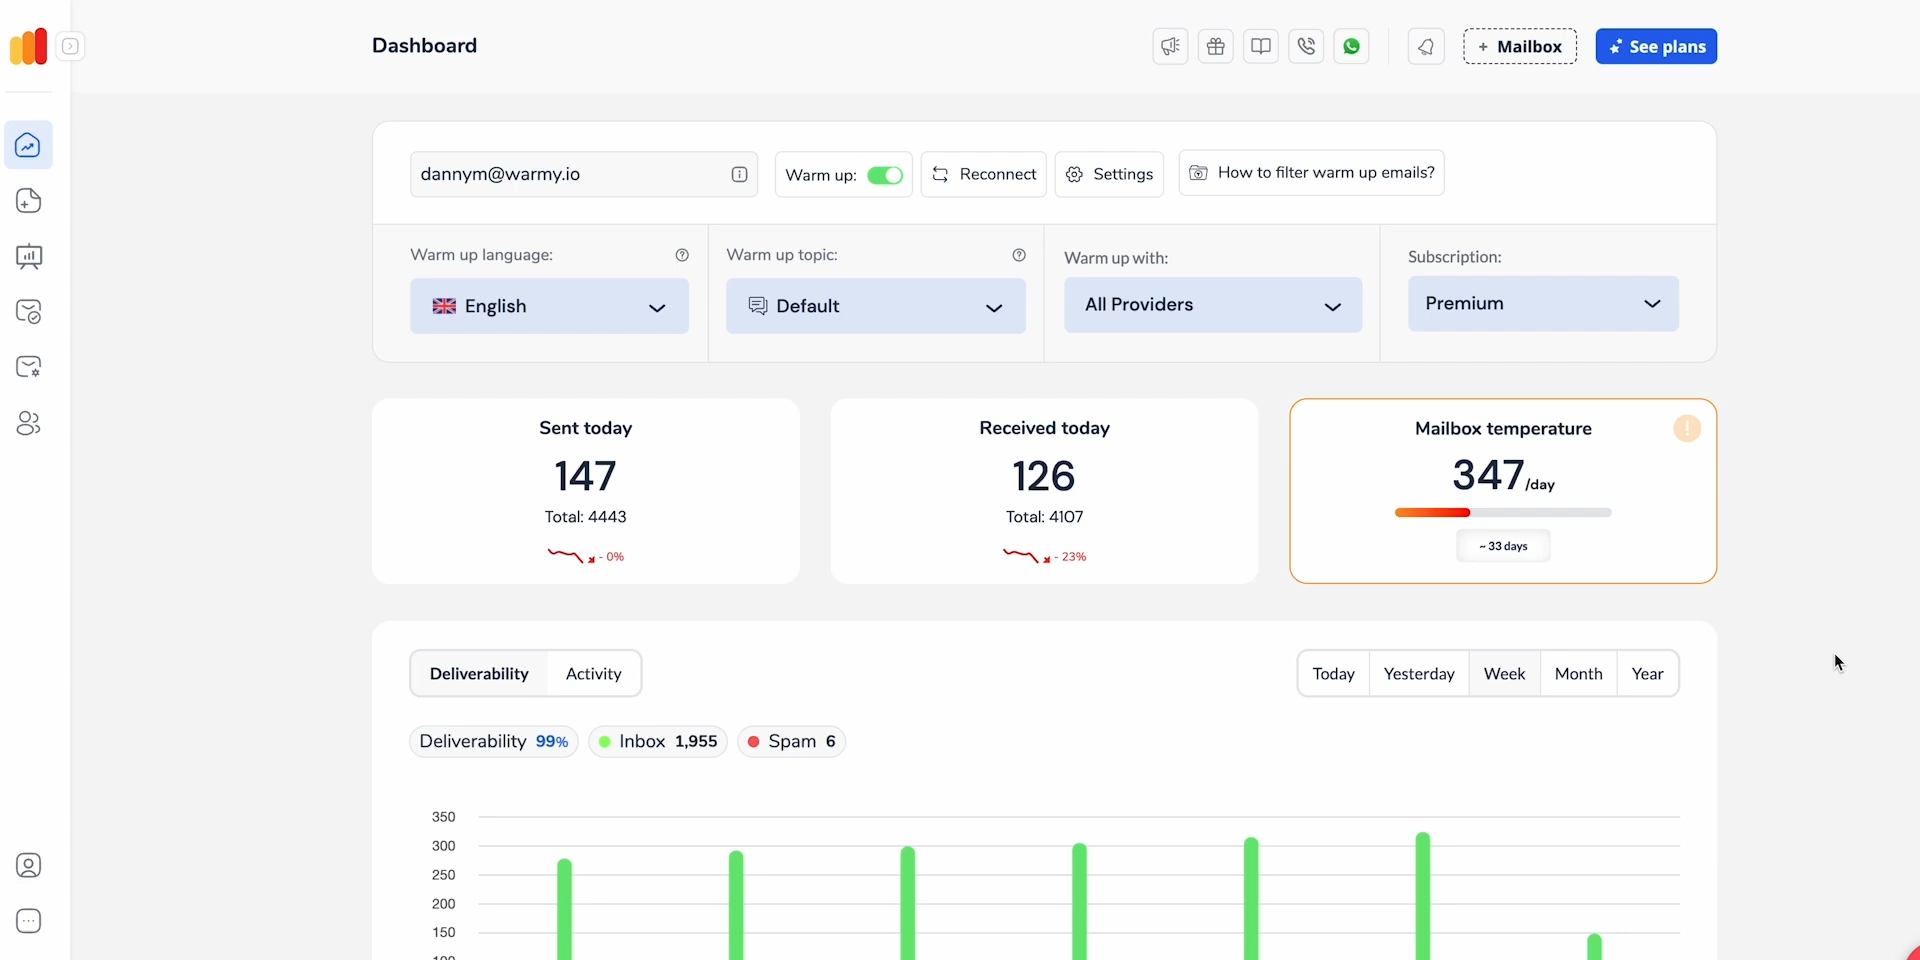 Dashboard
+ Mailbox
See plans
dannym@warmy.io
Warm up:
Reconnect
Settings
How to filter warm up emails?
Warm up language:
Warm up topic:
Warm up with:
Subscription:
English
Default
All Providers
Premium
Sent today
147
Total: 4443
- 0%
Received today
126
Total: 4107
- 23%
Mailbox temperature
!
347/day
~ 33 days
Deliverability
Activity
Today
Yesterday
Week
Month
Year
Deliverability 99%
Inbox 1,955
Spam 6
350
300
250
200
150
100